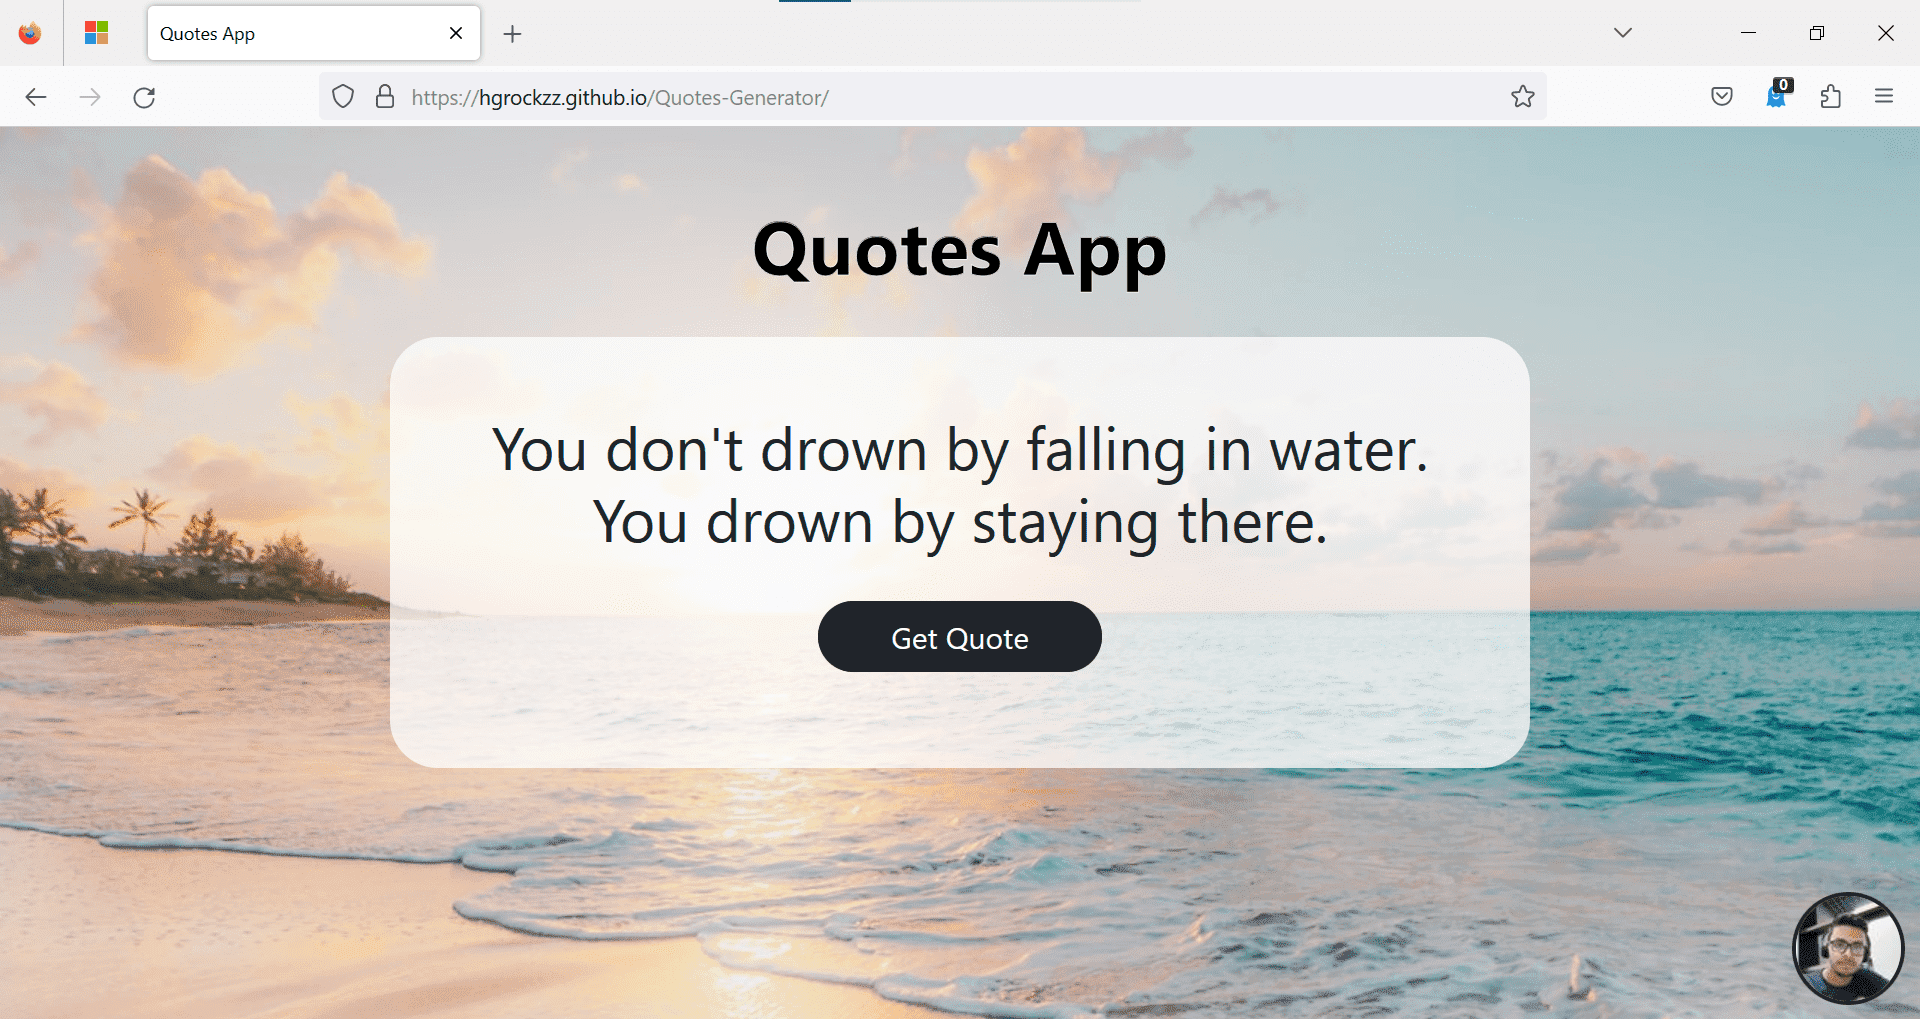 Quotes App
https://hgrockzz.github.io/Quotes-Generator/
0
Quotes App
You don't drown by falling in water.
You drown by staying there.
Get Quote